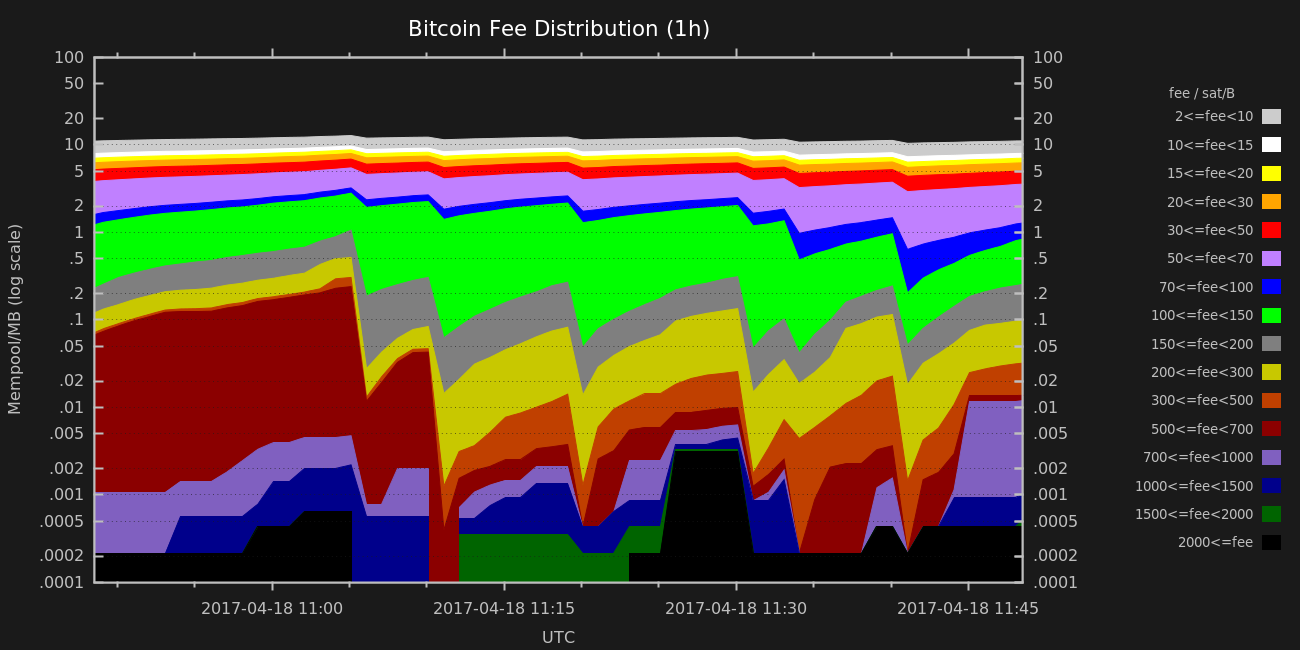 Bitcoin Fee Distribution (1h)
100
50
20
10
5
2
1
.5
.2
.1
.05
.02
.01
.005
.002
.001
.0005
.0002
.0001
Mempool/MB (log scale)
100
50
20
10
5
2
1
.5
.2
.1
.05
.02
.01
.005
.002
.001
.0005
.0002
.0001
2017-04-18 11:00
2017-04-18 11:15
2017-04-18 11:30
2017-04-18 11:45
UTC
fee / sat/B
2<=fee<10
10<=fee<15
15<=fee<20
20<=fee<30
30<=fee<50
50<=fee<70
70<=fee<100
100<=fee<150
150<=fee<200
200<=fee<300
300<=fee<500
500<=fee<700
700<=fee<1000
1000<=fee<1500
1500<=fee<2000
2000<=fee